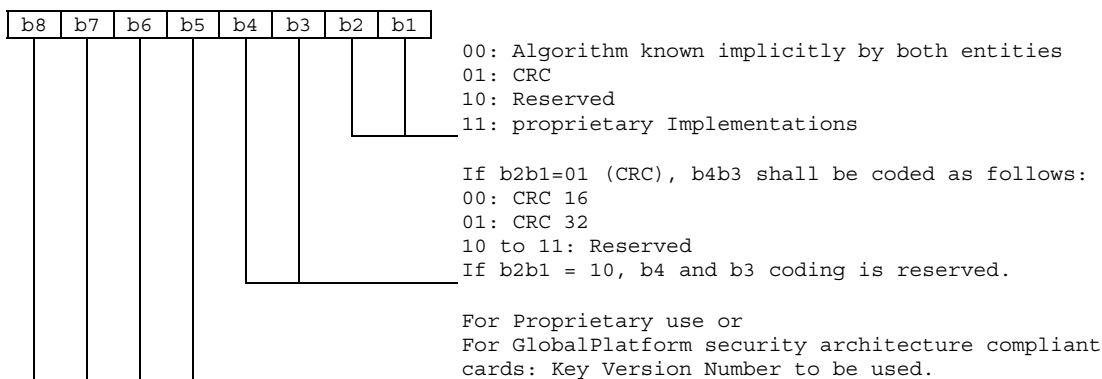 b8 b7 b6 b5 b4 b3 b2 b1
00: Algorithm known implicitly by both entities
01: CRC
10: Reserved
11: proprietary Implementations
If b2b1=01 (CRC), b4b3 shall be coded as follows:
00: CRC 16
01: CRC 32
10 to 11: Reserved
If b2b1 = 10, b4 and b3 coding is reserved.
For Proprietary use or
For GlobalPlatform security architecture compliant
cards: Key Version Number to be used.